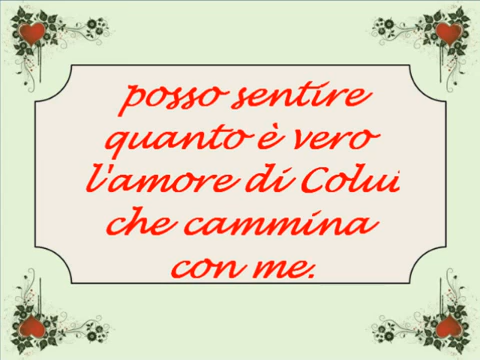 posso sentire
quanto è vero
l'amore di Colui
che cammina
con me.